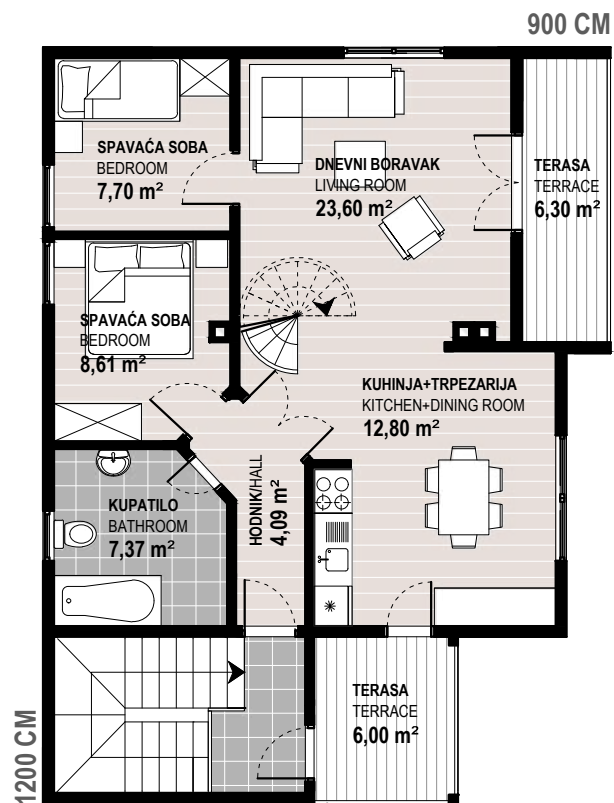 900 CM
SPAVAĆA SOBA
BEDROOM
7,70 m²
DNEVNI BORAVAK
LIVING ROOM
23,60 m²
TERASA
TERRACE
6,30 m²
SPAVAĆA SOBA
BEDROOM
8,61 m²
KUHINJA+TRPEZARIJA
KITCHEN+DINING ROOM
12,80 m²
HODNIK/HALL
4,09 m²
KUPATILO
BATHROOM
7,37 m²
TERASA
TERRACE
6,00 m²
1200 CM